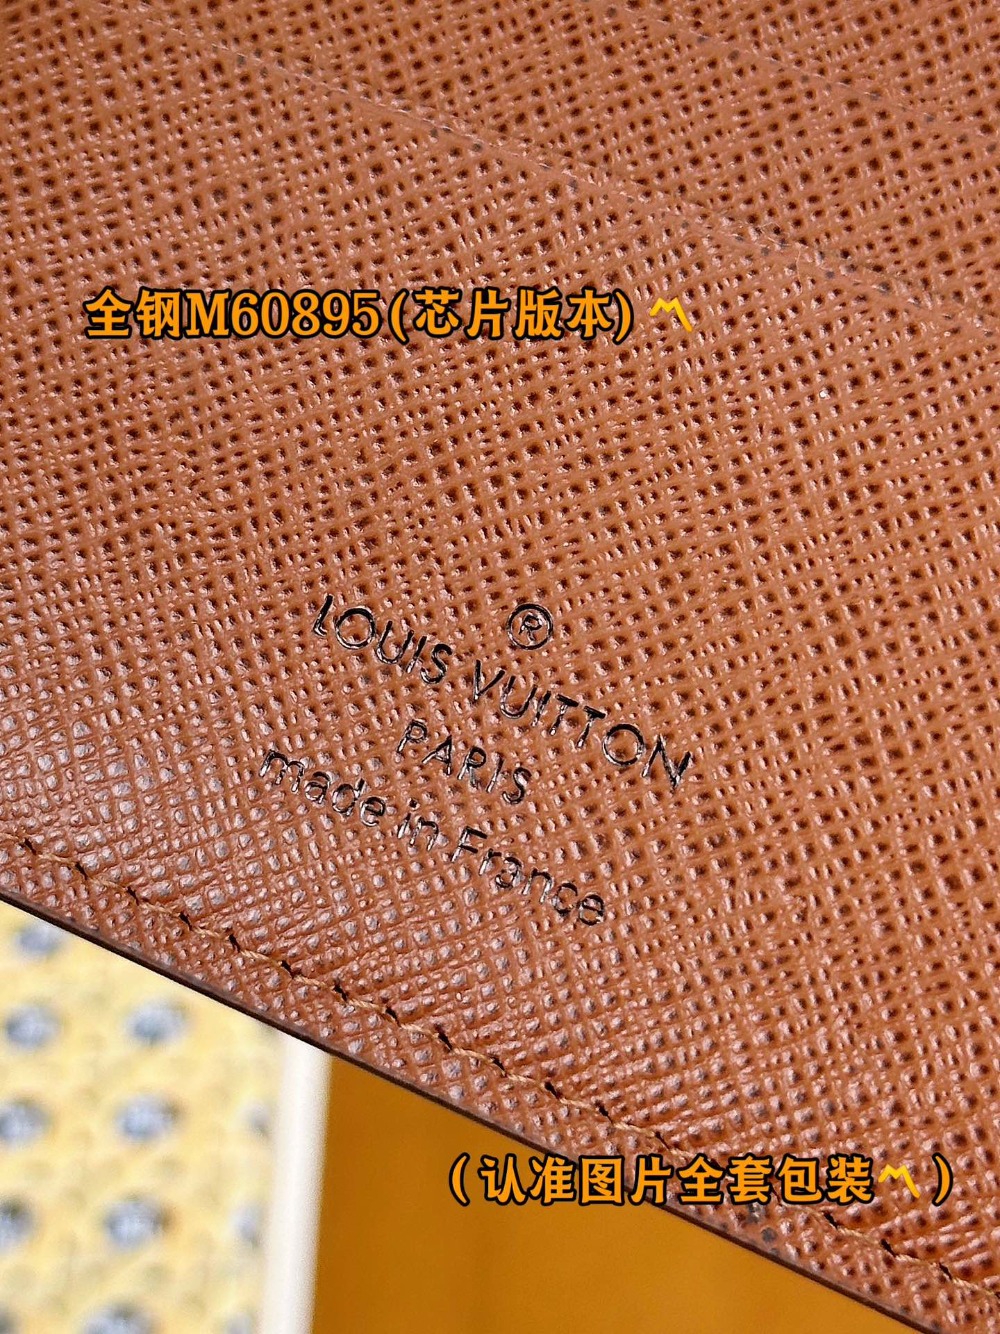 全钢M60895(芯片版本)〽
®
LOUIS VUITTON
PARIS
made in France
(认准图片全套包装〽)